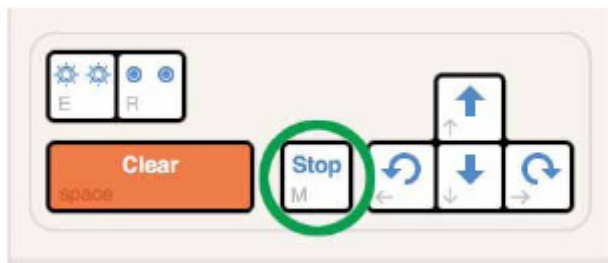 E R
Clear Stop
space M ← ↓ →
↑